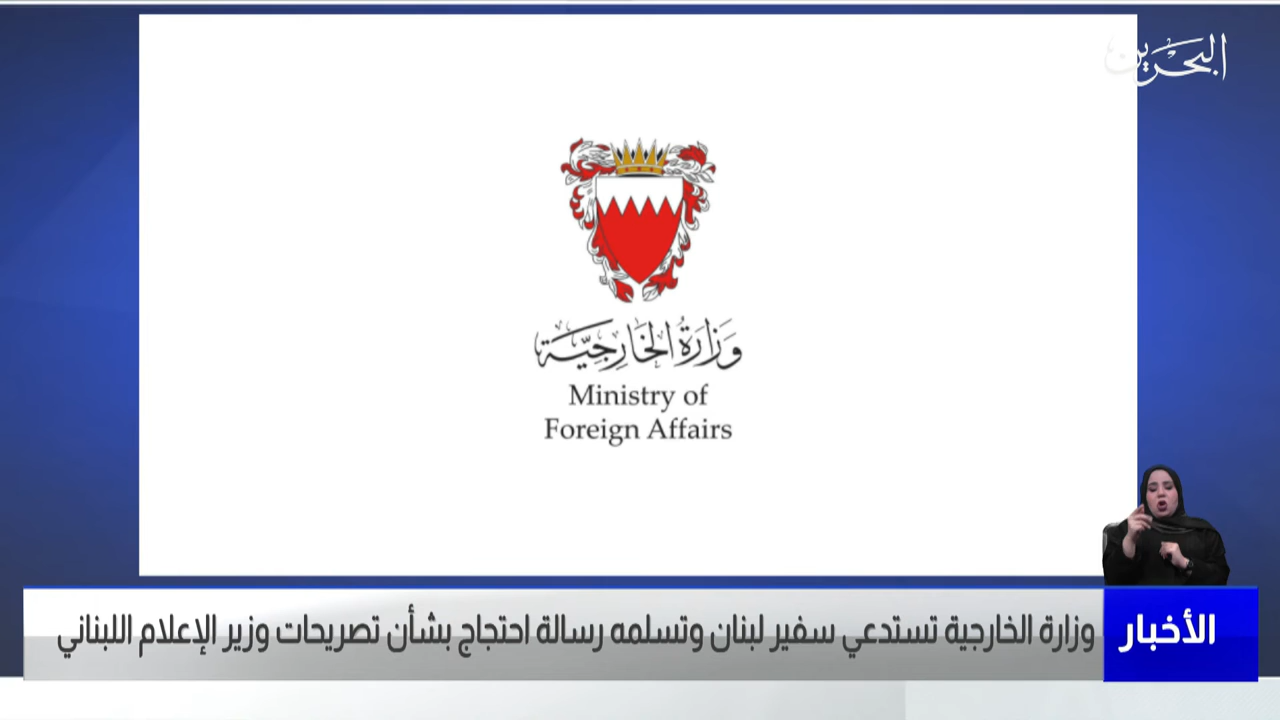 البحرين
وزارة الخارجية
Ministry of
Foreign Affairs
الأخبار
وزارة الخارجية تستدعي سفير لبنان وتسلمه رسالة احتجاج بشأن تصريحات وزير الإعلام اللبناني